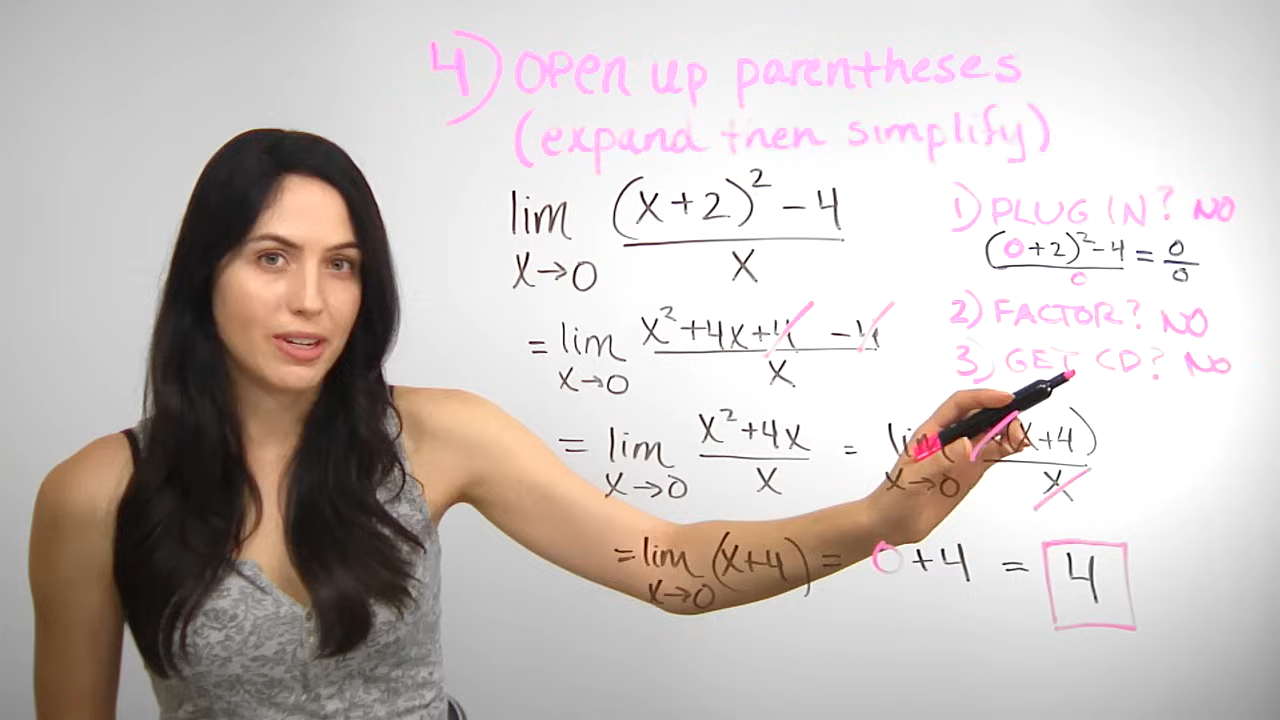 4) Open up parentheses
(expand then simplify)
lim x→0 (x+2)² - 4 / x
= lim x→0 x² + 4x + 4 - 4 / x
= lim x→0 x² + 4x / x = lim x→0 x(x+4) / x
= lim x→0 (x+4) = 0 + 4 = 4
1) PLUG IN? NO
(0+2)² - 4 / 0 = 0/0
2) FACTOR? NO
3) GET CD? NO